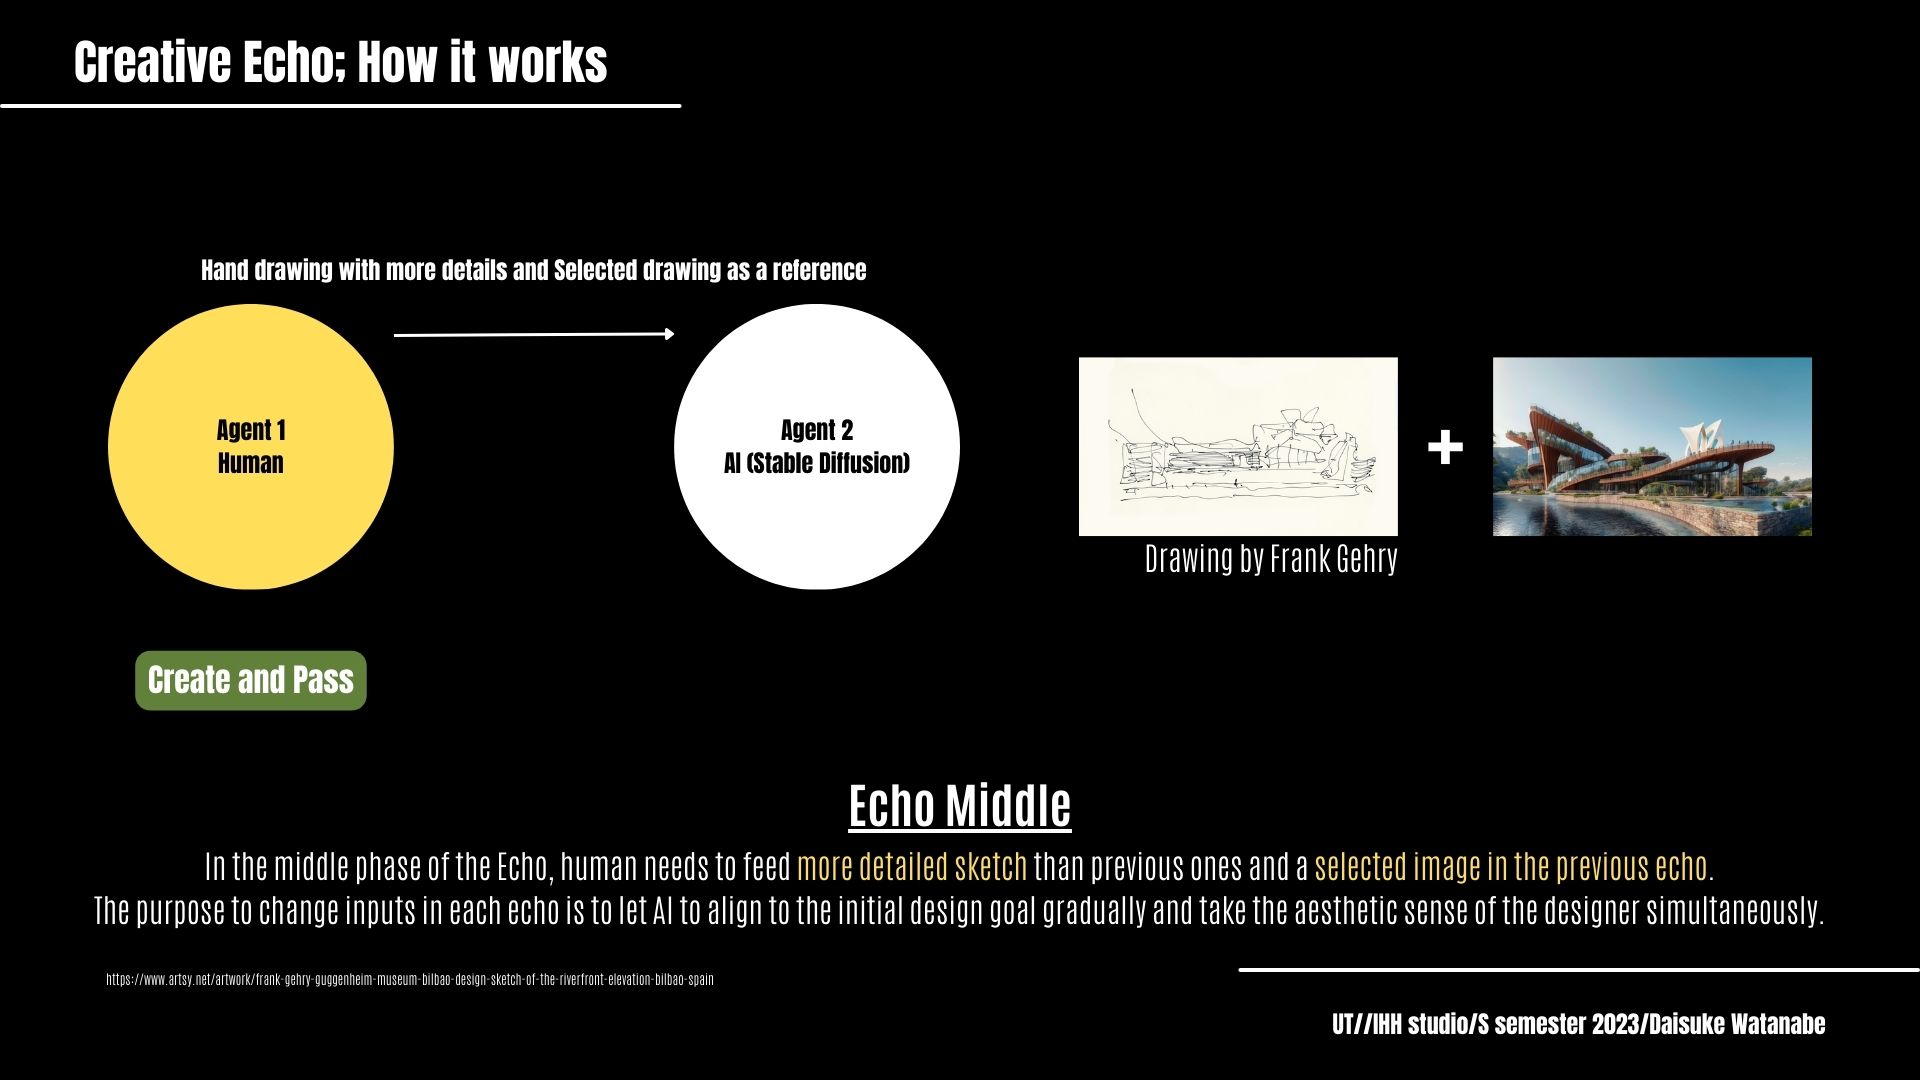 Creative Echo; How it works
Hand drawing with more details and Selected drawing as a reference
Agent 1
Human
Agent 2
AI (Stable Diffusion)
Drawing by Frank Gehry
Create and Pass
Echo Middle
In the middle phase of the Echo, human needs to feed more detailed sketch than previous ones and a selected image in the previous echo.
The purpose to change inputs in each echo is to let AI to align to the initial design goal gradually and take the aesthetic sense of the designer simultaneously.
https://www.artsy.net/artwork/frank-gehry-guggenheim-museum-bilbao-design-sketch-of-the-riverfront-elevation-bilbao-spain
UT//IHH studio/S semester 2023/Daisuke Watanabe